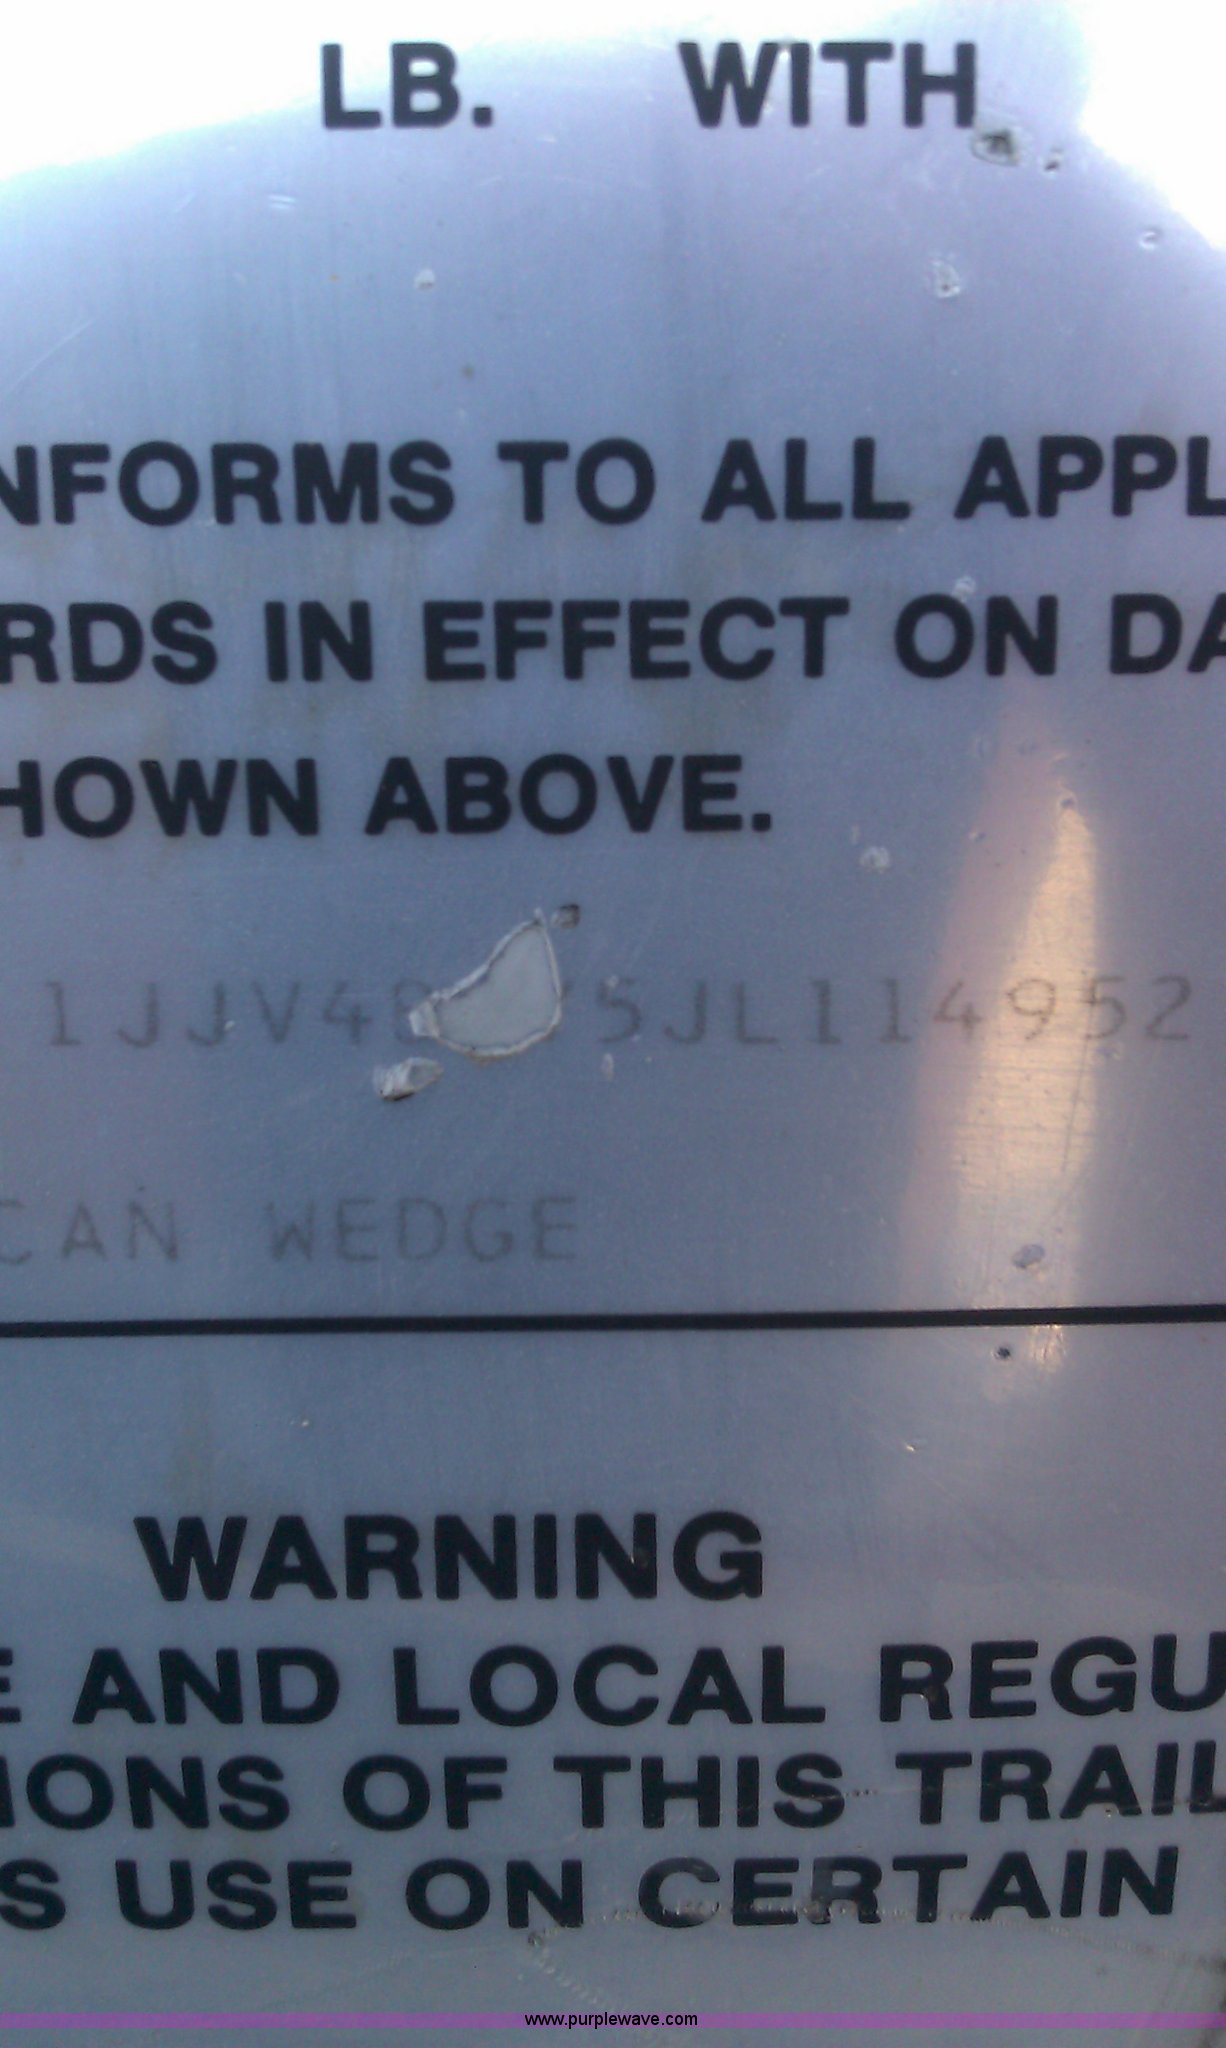 LB. WITH
NFORMS TO ALL APPL
RDS IN EFFECT ON DA
HOWN ABOVE.
5JL114952
CAN WEDGE
WARNING
E AND LOCAL REGU
IONS OF THIS TRAIL
S USE ON CERTAIN
www.purplewave.com